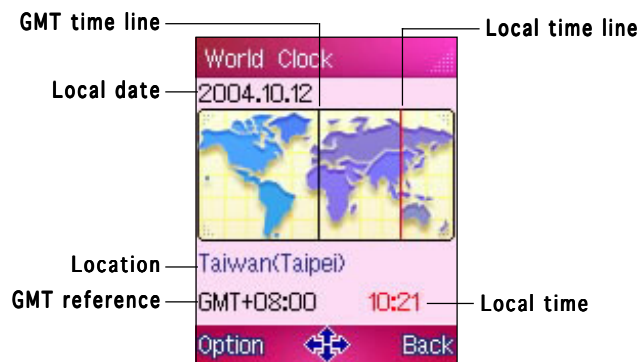 GMT time line
Local time line
World Clock
Local date
2004.10.12
Location
Taiwan(Taipei)
GMT reference
GMT+08:00
10:21
Local time
Option
Back